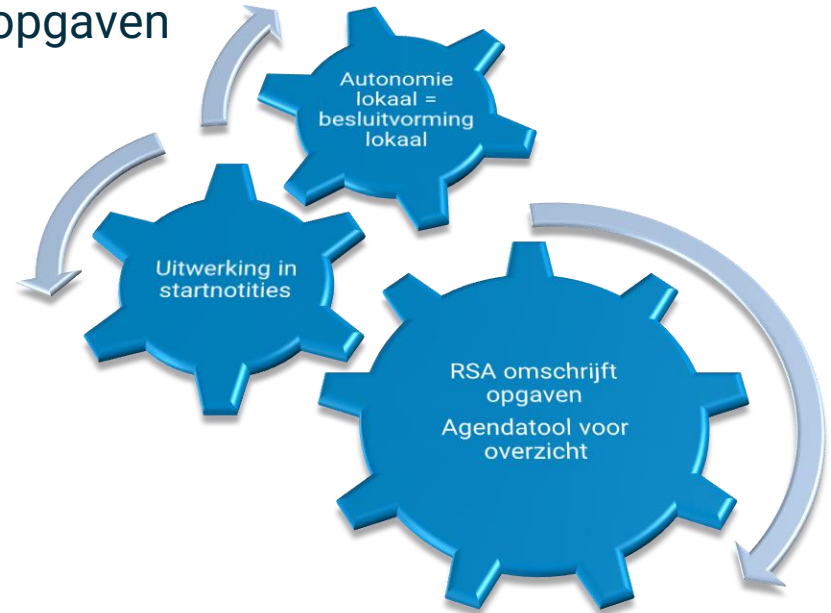 opgaven
Autonomie
lokaal =
besluitvorming
lokaal
Uitwerking in
startnotities
RSA omschrijft
opgaven
Agendatool voor
overzicht